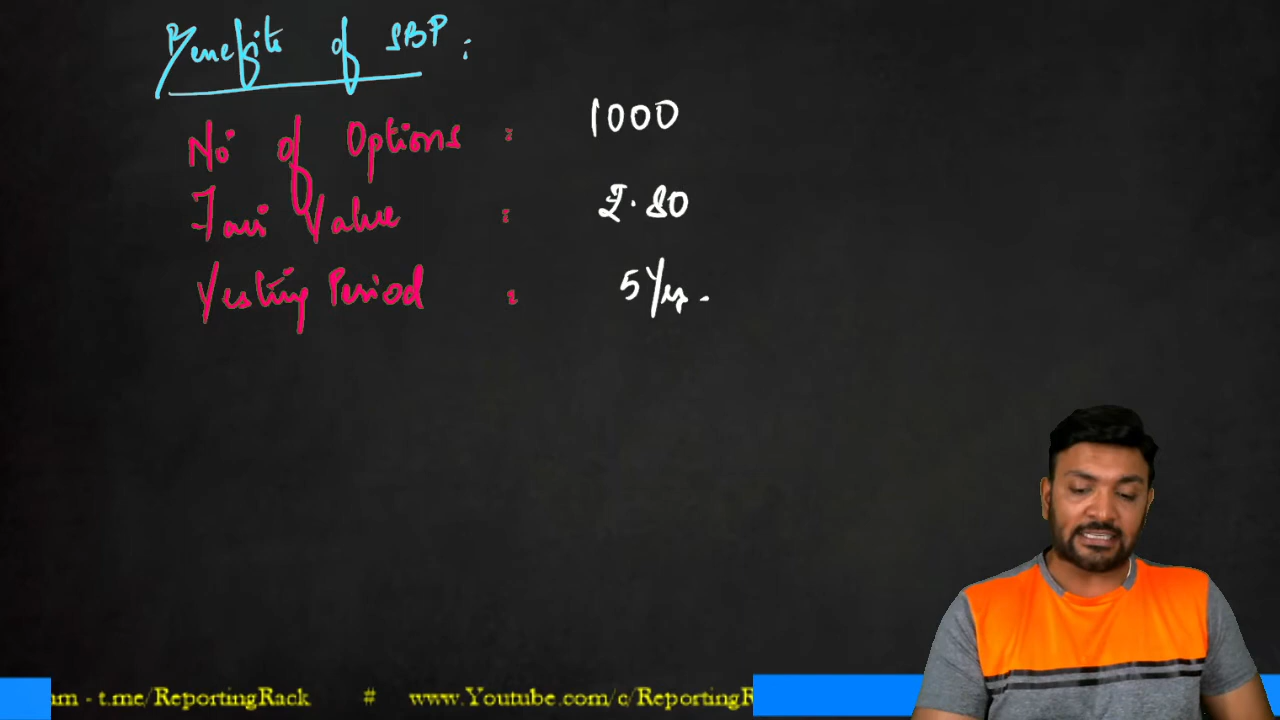 Benefits of SBP :
No of Options : 1000
Fair Value : ₹. 80
Vesting Period : 5 Yrs.
am - t.me/ReportingRack # www.Youtube.com/c/ReportingR